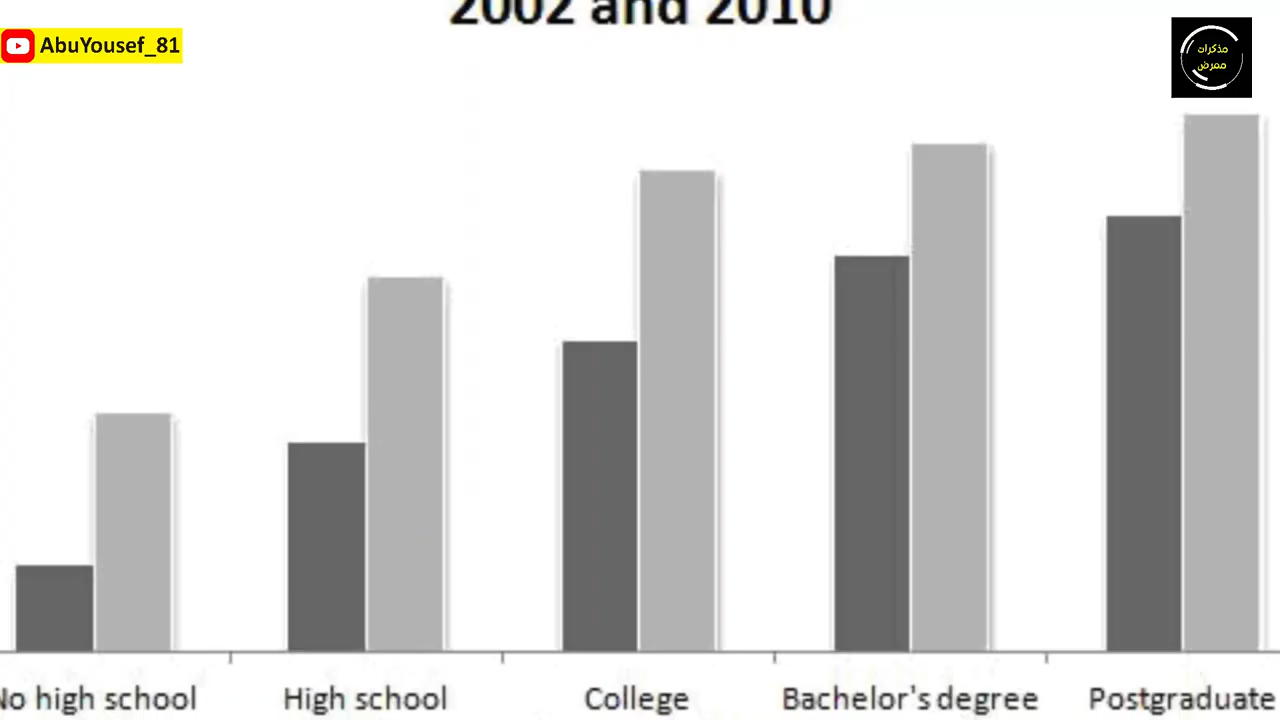 2002 and 2010
AbuYousef_81
مذكرات
ممرض
No high school
High school
College
Bachelor's degree
Postgraduate